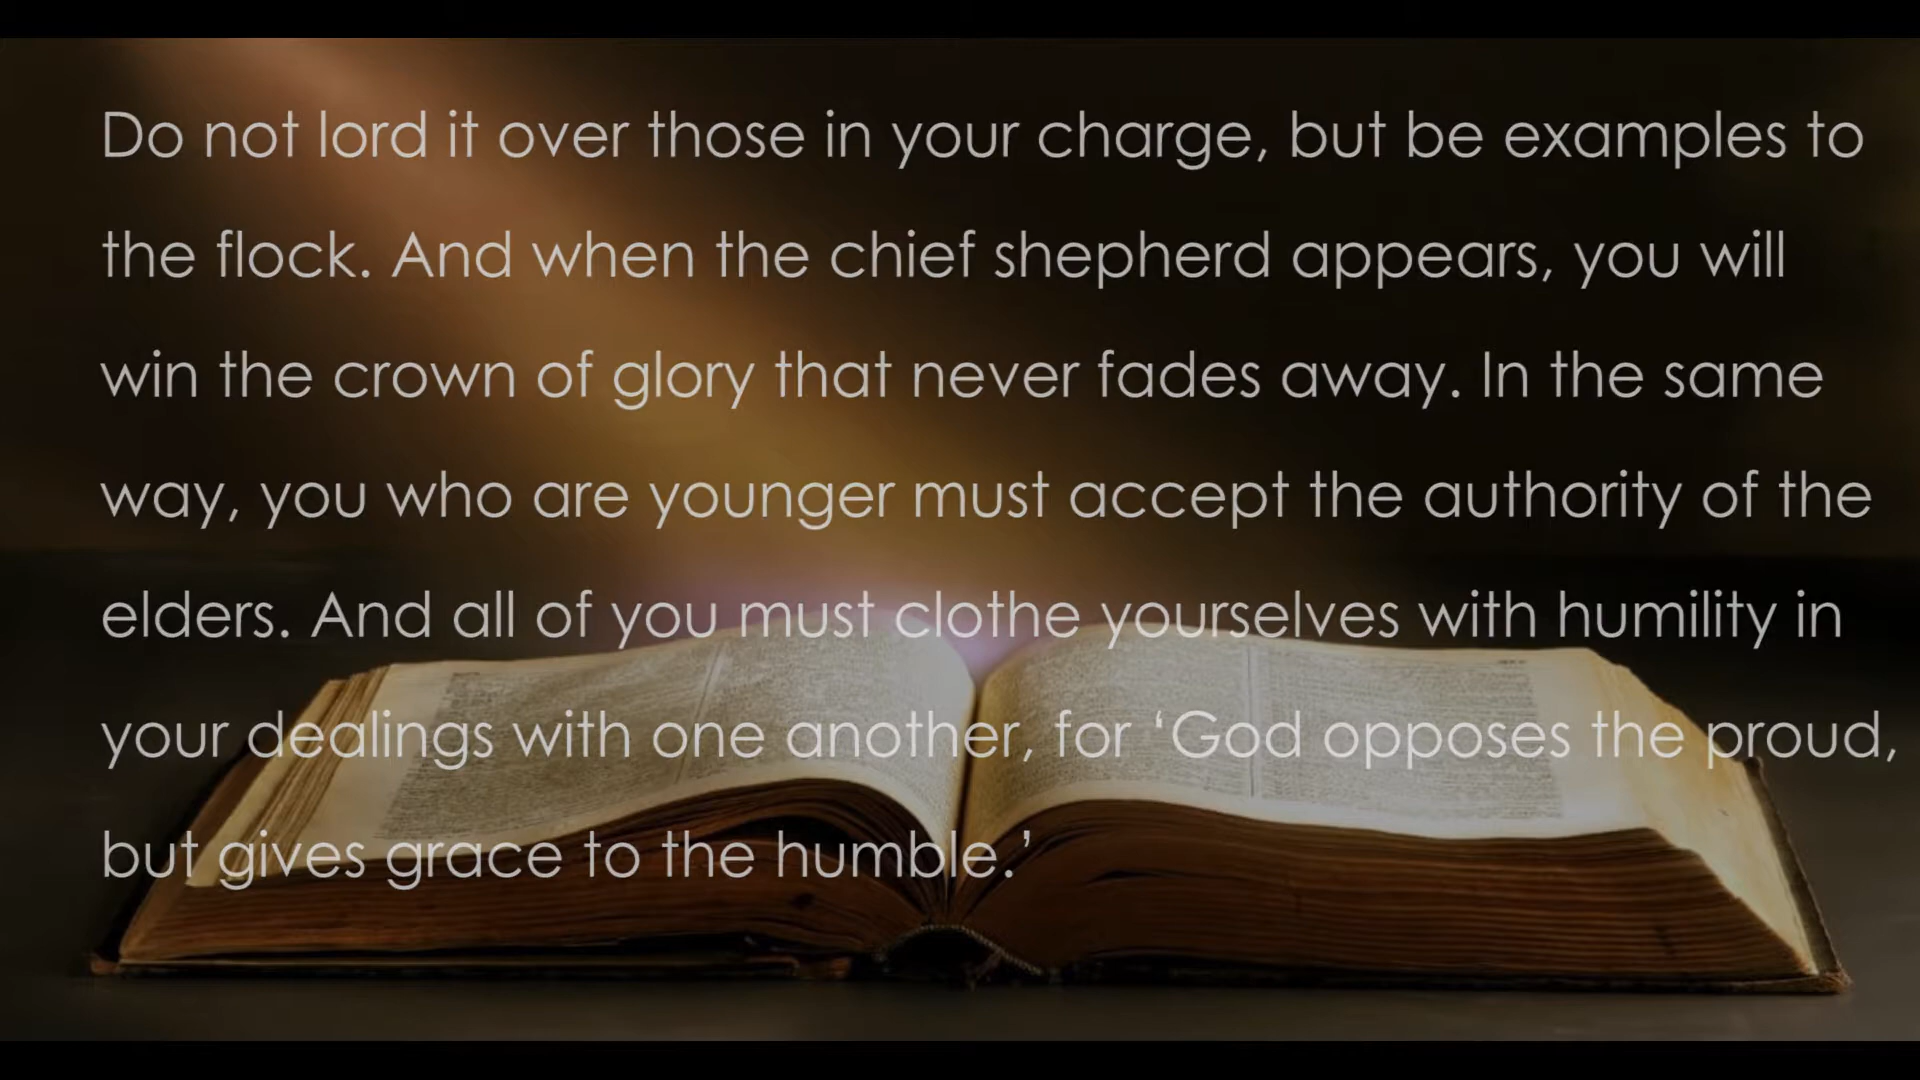 Do not lord it over those in your charge, but be examples to
the flock. And when the chief shepherd appears, you will
win the crown of glory that never fades away. In the same
way, you who are younger must accept the authority of the
elders. And all of you must clothe yourselves with humility in
your dealings with one another, for ‘God opposes the proud,
but gives grace to the humble.’